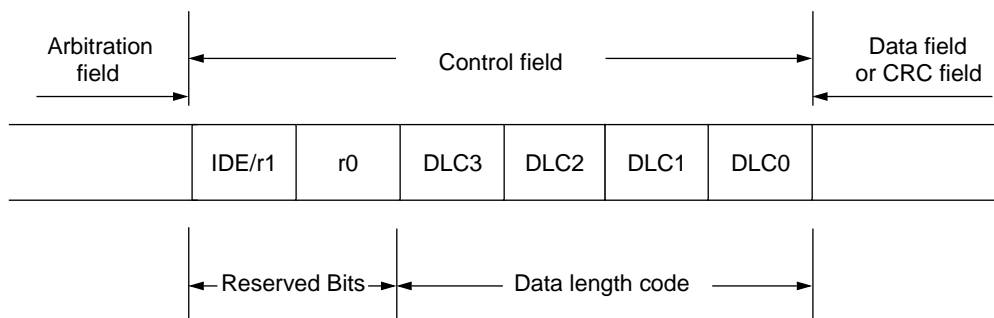 Arbitration
field
Control field
Data field
or CRC field
IDE/r1 r0 DLC3 DLC2 DLC1 DLC0
Reserved Bits
Data length code